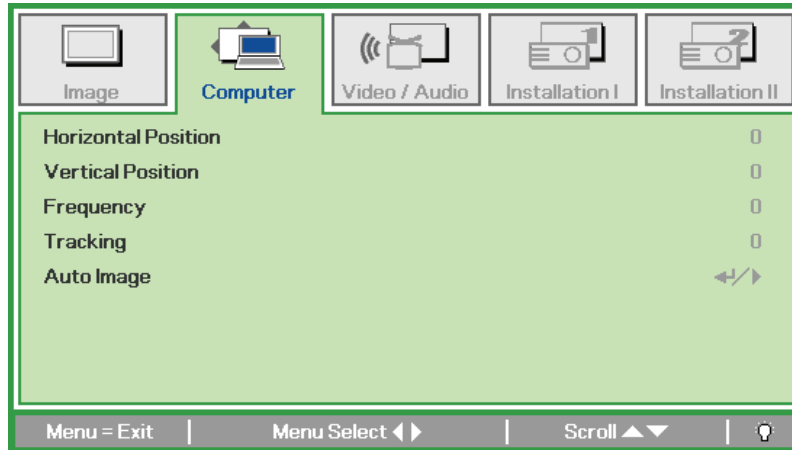 Image Computer Video / Audio Installation I Installation II
Horizontal Position 0
Vertical Position 0
Frequency 0
Tracking 0
Auto Image ↵/▶
Menu = Exit Menu Select ◀ ▶ Scroll ▲▼